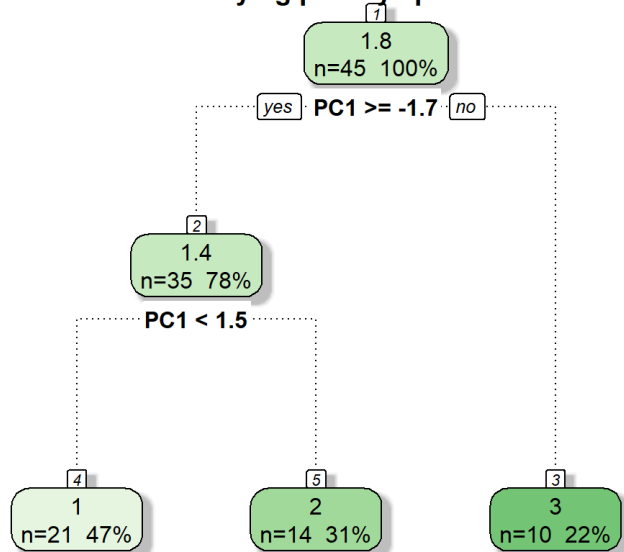 1
1.8
n=45 100%
yes PC1 >= -1.7 no
2
1.4
n=35 78%
PC1 < 1.5
4 5 3
1 2 3
n=21 47% n=14 31% n=10 22%